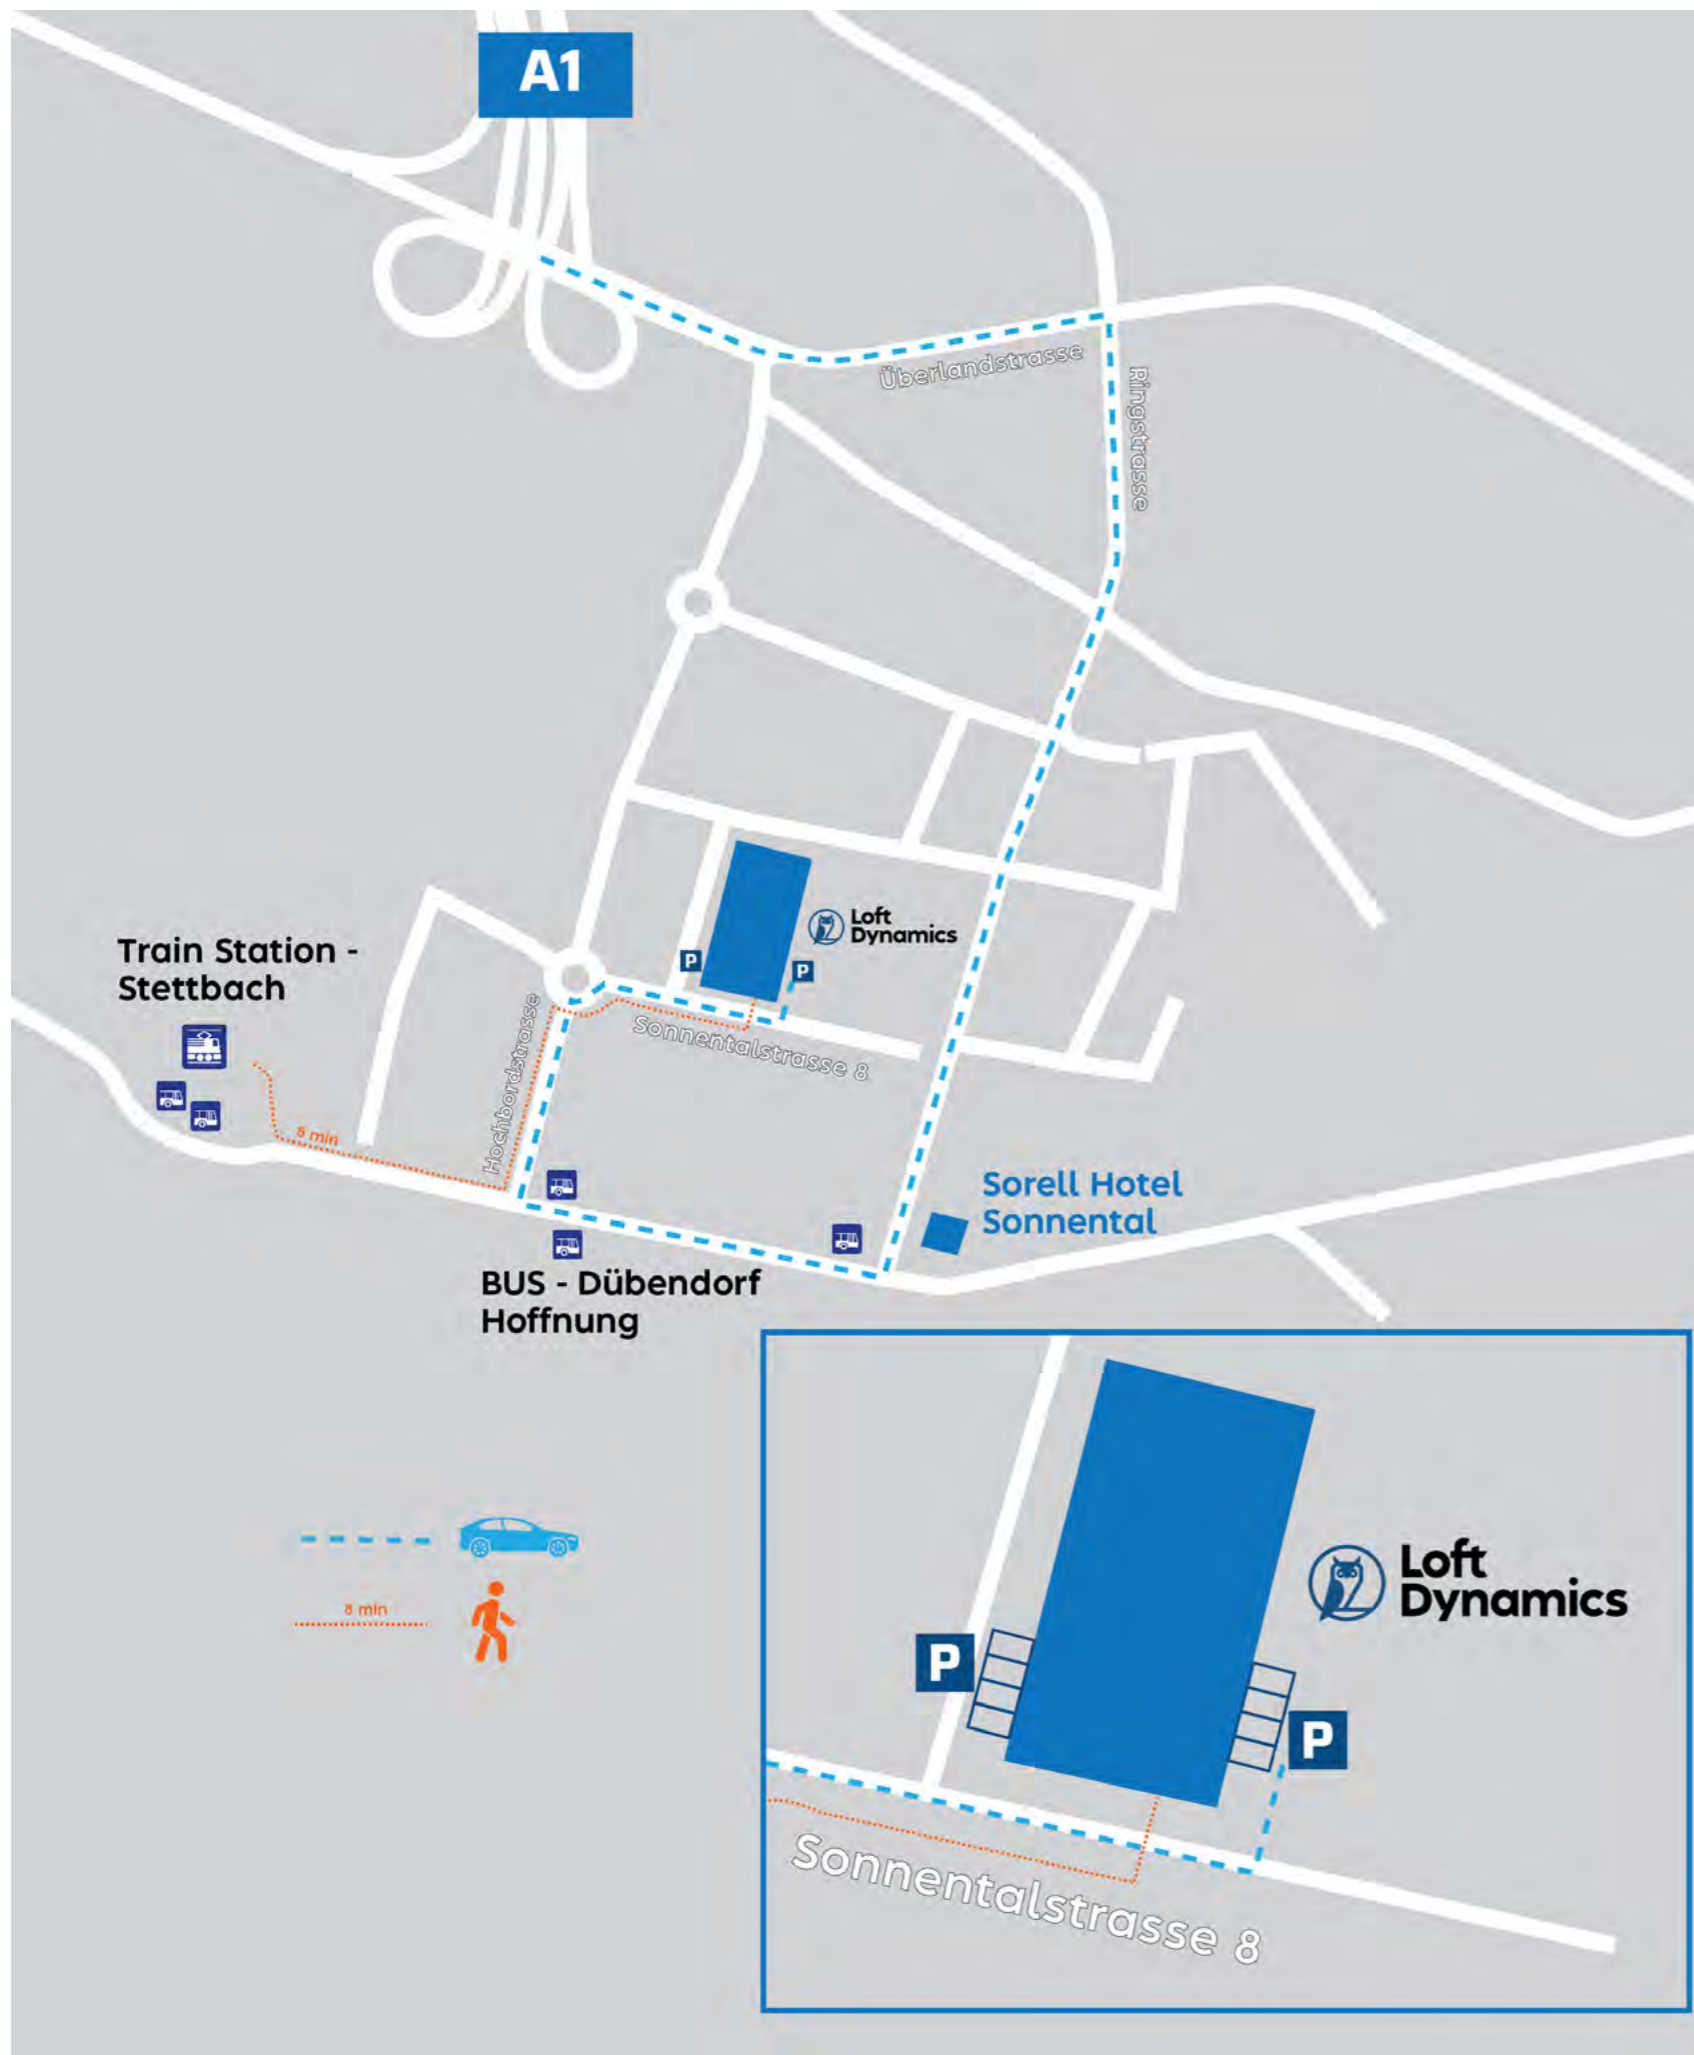 A1
Überlandstrasse
Ringstrasse
Loft
Dynamics
P
P
Train Station -
Stettbach
Sonnentalstrasse 8
Hochbordstrasse
8 min
Sorell Hotel
Sonnental
BUS - Dübendorf
Hoffnung
8 min
Loft
Dynamics
P
P
Sonnentalstrasse 8